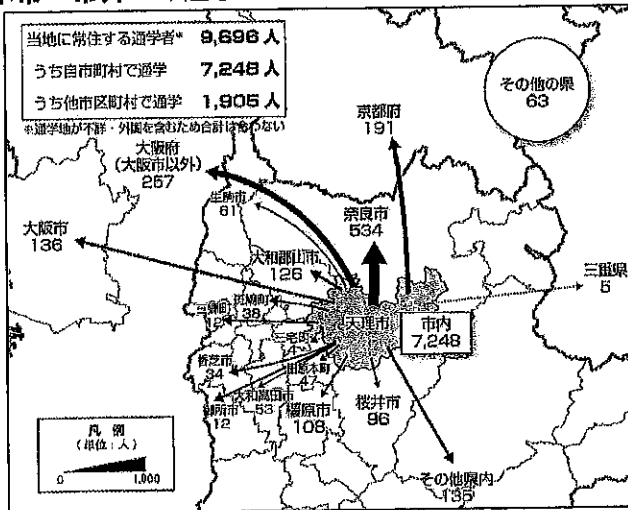 当地に常住する通学者* 9,696 人
うち自市町村で通学 7,248 人
うち他市区町村で通学 1,905 人
※通学地が不詳・外国を含むため合計は合わない
その他の県
63
京都府
191
大阪府
(大阪市以外)
257
生駒市
61
奈良市
534
大阪市
136
大和郡山市
126
三重県
5
斑鳩町
38
12
天理市
市内
7,248
三宅町
4
香芝市
34
田原本町
47
大和高田市
53
御所市
12
橿原市
108
桜井市
96
その他県内
135
凡例
(単位:人)
0 1,000